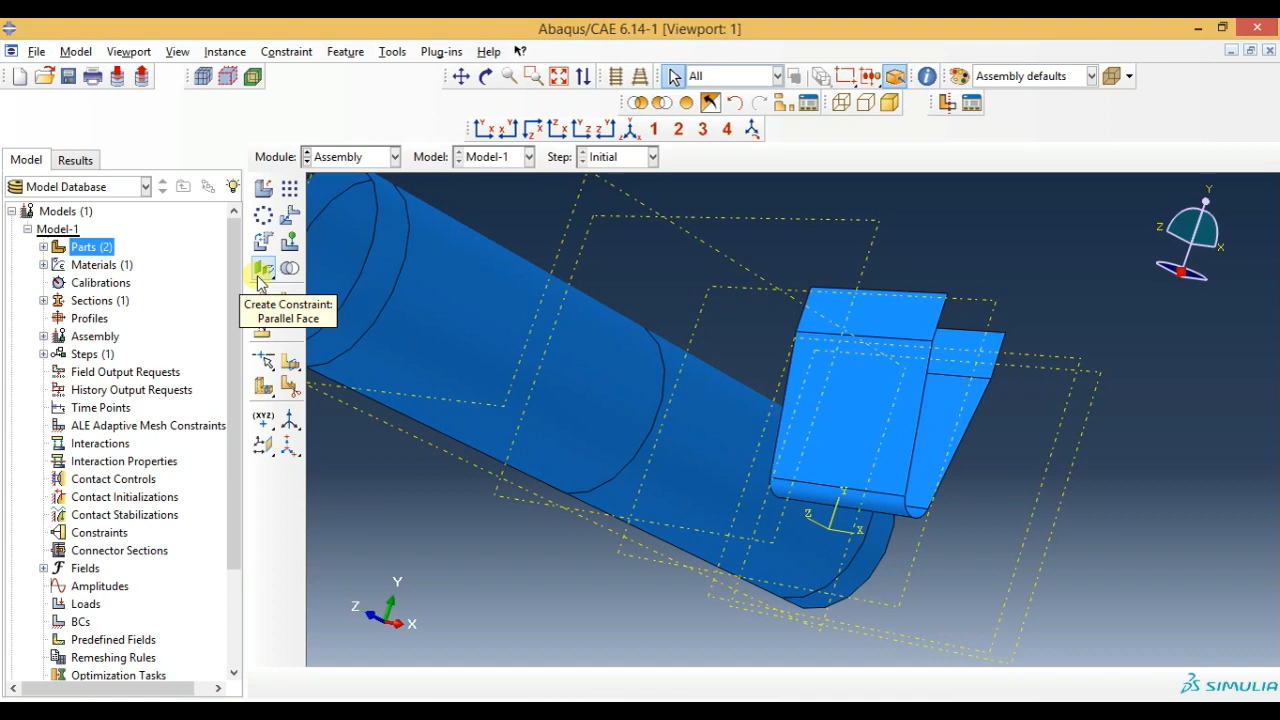 Abaqus/CAE 6.14-1 [Viewport: 1]
File Model Viewport View Instance Constraint Feature Tools Plug-ins Help
All
Assembly defaults
1 2 3 4
Model Results
Module: Assembly Model: Model-1 Step: Initial
Model Database
Models (1)
Model-1
Parts (2)
Materials (1)
Calibrations
Sections (1)
Profiles
Assembly
Steps (1)
Field Output Requests
History Output Requests
Time Points
ALE Adaptive Mesh Constraints
Interactions
Interaction Properties
Contact Controls
Contact Initializations
Contact Stabilizations
Constraints
Connector Sections
Fields
Amplitudes
Loads
BCs
Predefined Fields
Remeshing Rules
Optimization Tasks
(XYZ)
Create Constraint:
Parallel Face
Y
Z
X
Y
Z
X
Y
Z
X
SIMULIA